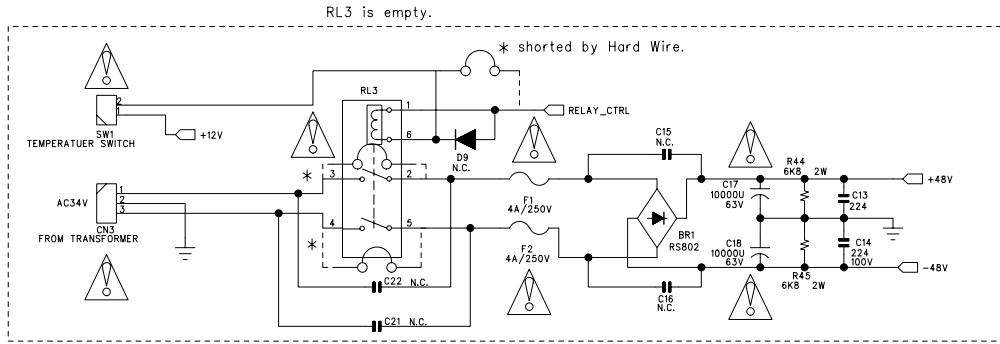 RL3 is empty.
* shorted by Hard Wire.
RL3
2
1
SW1
TEMPERATUER SWITCH
+12V
1
6
RELAY_CTRL
D9
N.C.
C15
N.C.
*
3
2
F1
4A/250V
C17
10000U
63V
R44
6K8 2W
C13
224
+48V
AC34V
1
2
3
CN3
FROM TRANSFORMER
4
5
*
F2
4A/250V
BR1
RS802
C18
10000U
63V
R45
6K8 2W
C14
224
100V
-48V
C22 N.C.
C16
N.C.
C21 N.C.